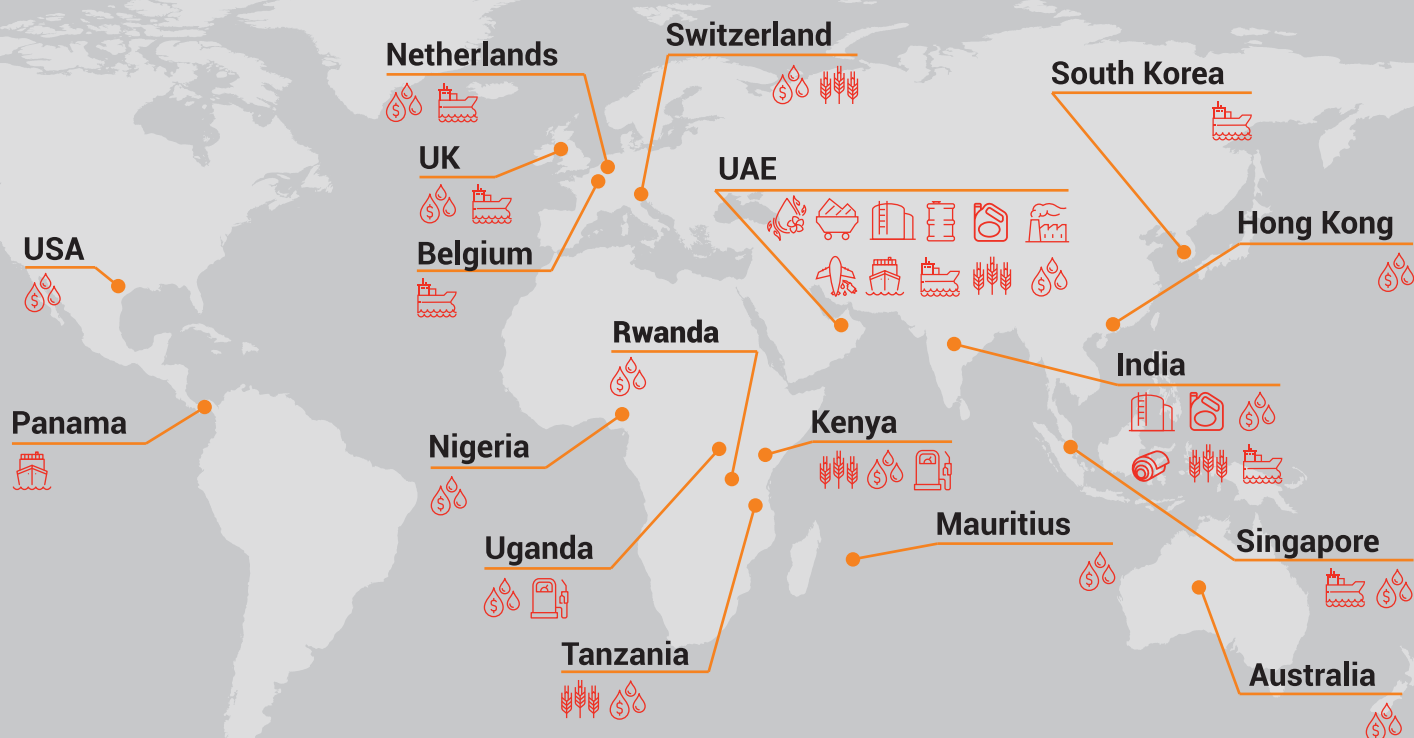 Netherlands
Switzerland
South Korea
UK
UAE
Belgium
Hong Kong
USA
Rwanda
India
Panama
Nigeria
Kenya
Uganda
Mauritius
Singapore
Tanzania
Australia